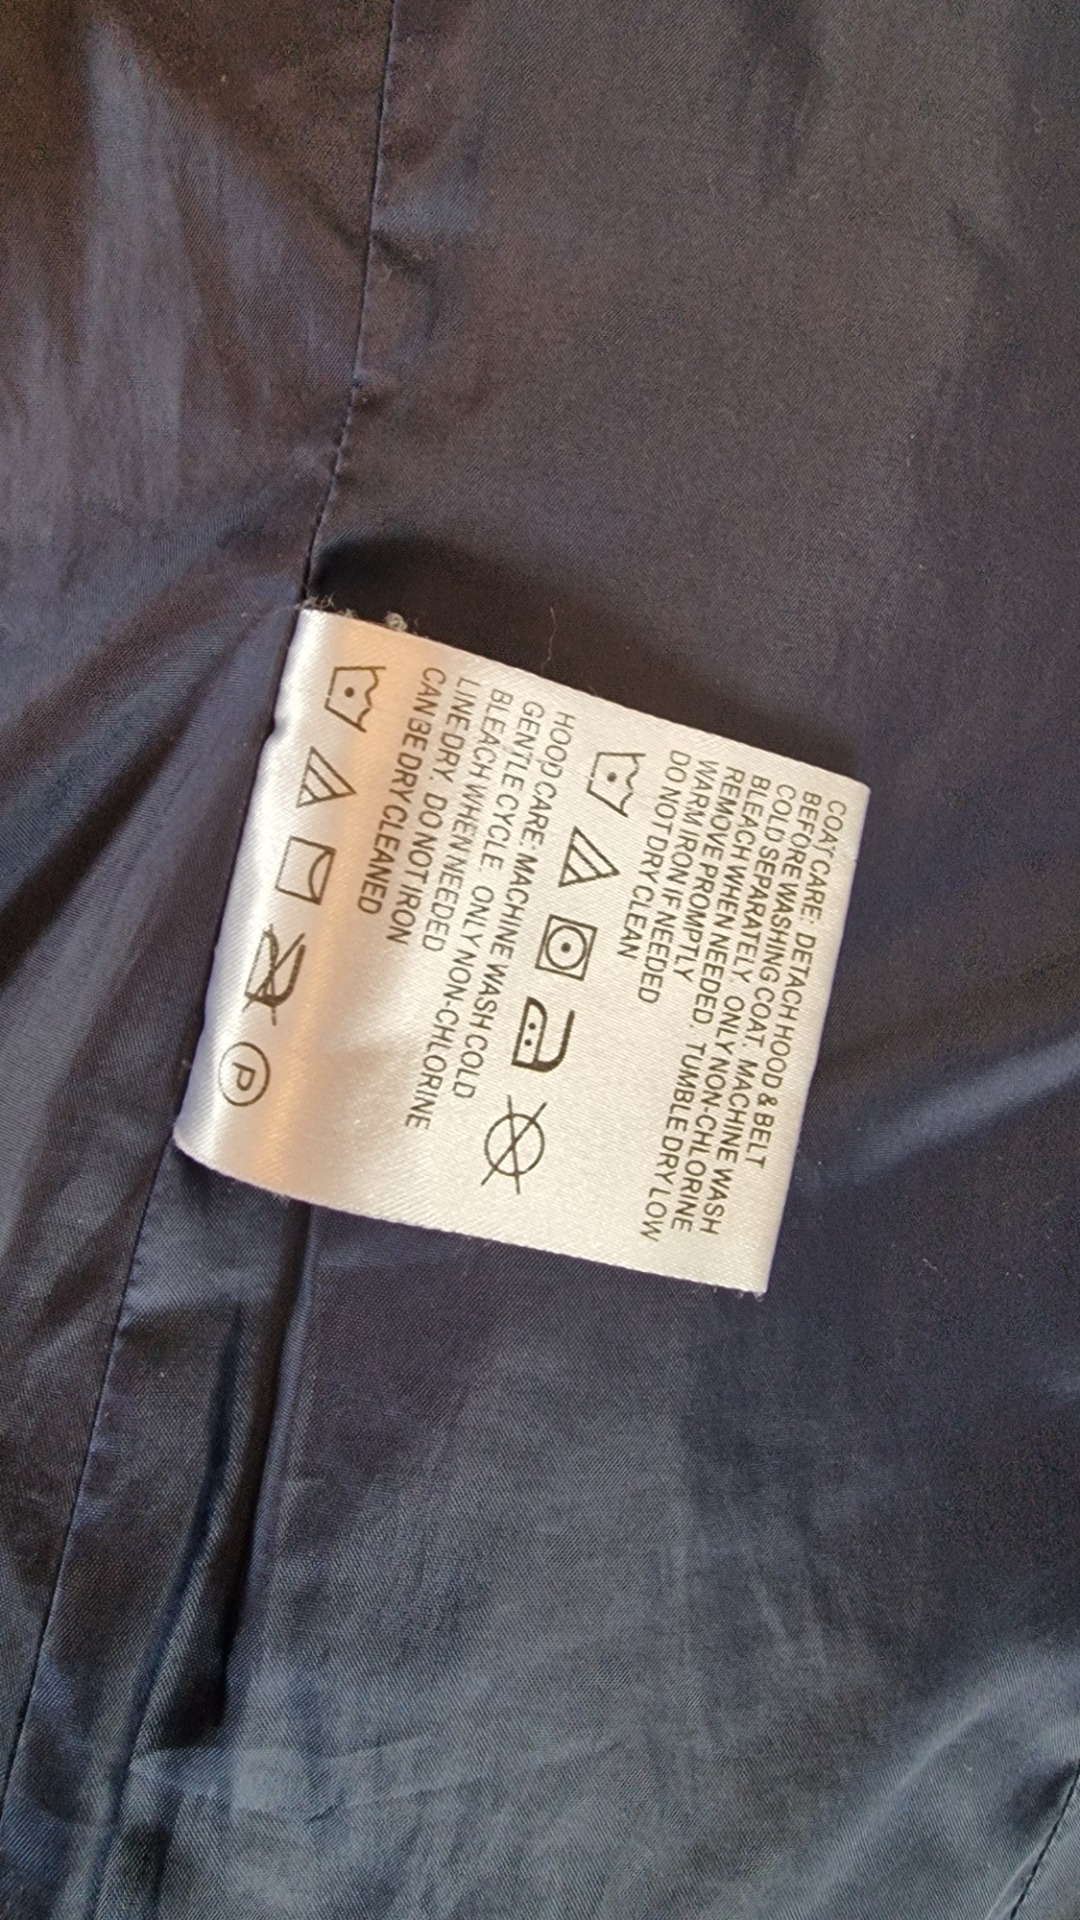 COAT CARE: DETACH HOOD & BELT
BEFORE WASHING COAT. MACHINE WASH
COLD SEPARATELY. ONLY NON-CHLORINE
BLEACH WHEN NEEDED. TUMBLE DRY LOW
REMOVE PROMPTLY
WARM IRON IF NEEDED
DO NOT DRY CLEAN
HOOD CARE: MACHINE WASH COLD
GENTLE CYCLE. ONLY NON-CHLORINE
BLEACH WHEN NEEDED
LINE DRY. DO NOT IRON
CAN BE DRY CLEANED
P